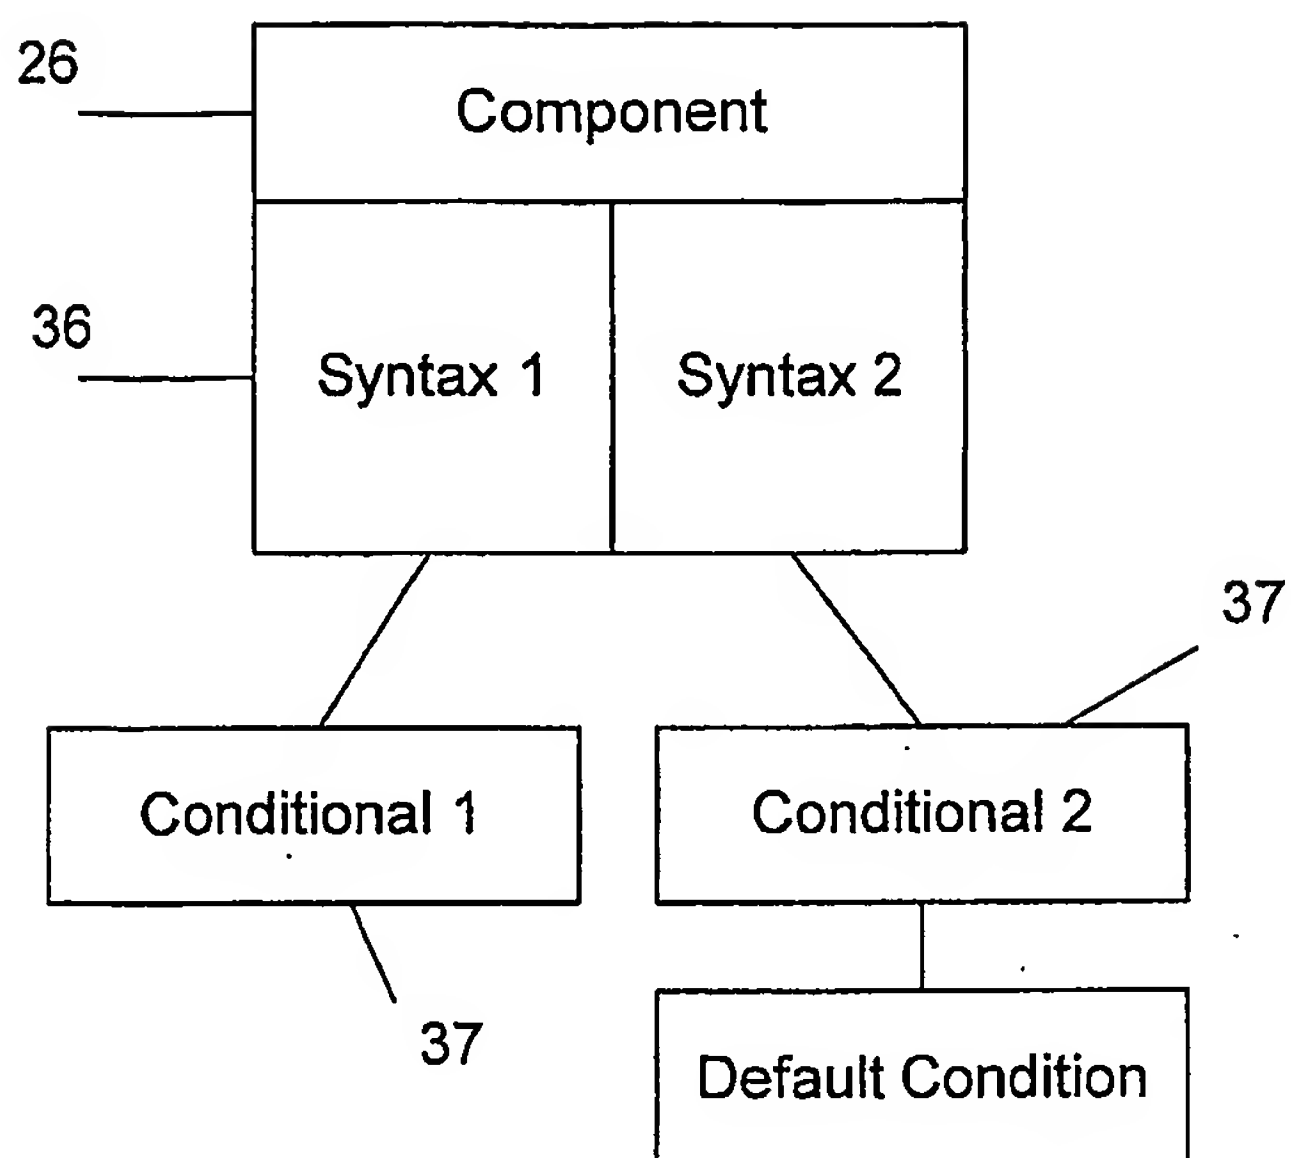 26
Component
36
Syntax 1
Syntax 2
37
Conditional 1
Conditional 2
37
Default Condition